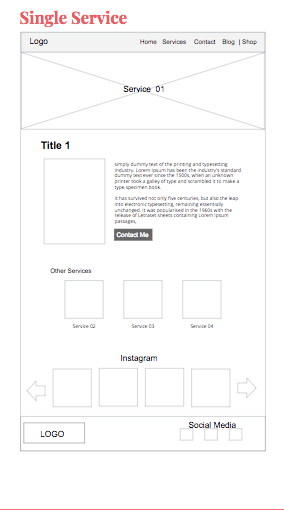 Single Service
Logo
Home Services Contact Blog | Shop
Service 01
Title 1
simply dummy text of the printing and typesetting
industry. Lorem Ipsum has been the industry's standard
dummy text ever since the 1500s, when an unknown
printer took a galley of type and scrambled it to make a
type specimen book.
It has survived not only five centuries, but also the leap
into electronic typesetting, remaining essentially
unchanged. It was popularised in the 1960s with the
release of Letraset sheets containing Lorem Ipsum
passages,
Contact Me
Other Services
Service 02 Service 03 Service 04
Instagram
LOGO
Social Media